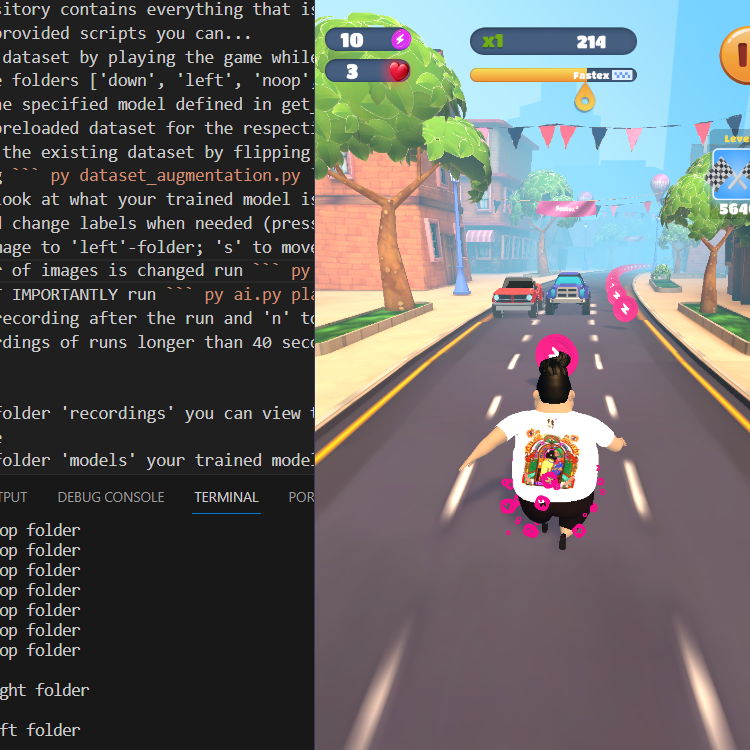 sitory contains everything that is
provided scripts you can...
dataset by playing the game while
e folders ['down', 'left', 'noop',
he specified model defined in get_
preloaded dataset for the respecti
the existing dataset by flipping
g ``` py dataset_augmentation.py
look at what your trained model is
d change labels when needed (press
mage to 'left'-folder; 's' to move
r of images is changed run ``` py
T IMPORTANTLY run ``` py ai.py pla
recording after the run and 'n' to
rdings of runs longer than 40 seco
folder 'recordings' you can view t
e
folder 'models' your trained model
TPUT DEBUG CONSOLE TERMINAL POR
op folder
op folder
op folder
op folder
op folder
op folder
op folder
ght folder
ft folder
10
3
x1 214
Fastex
Level
564